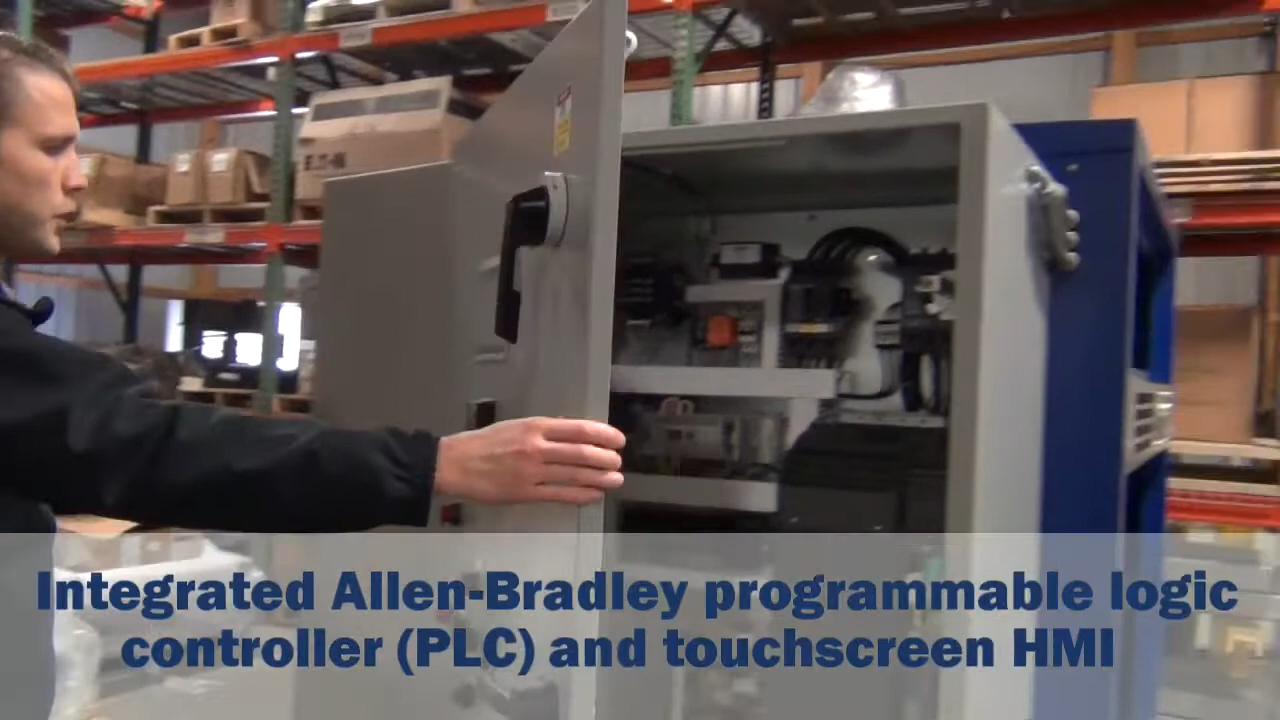 Integrated Allen-Bradley programmable logic
controller (PLC) and touchscreen HMI